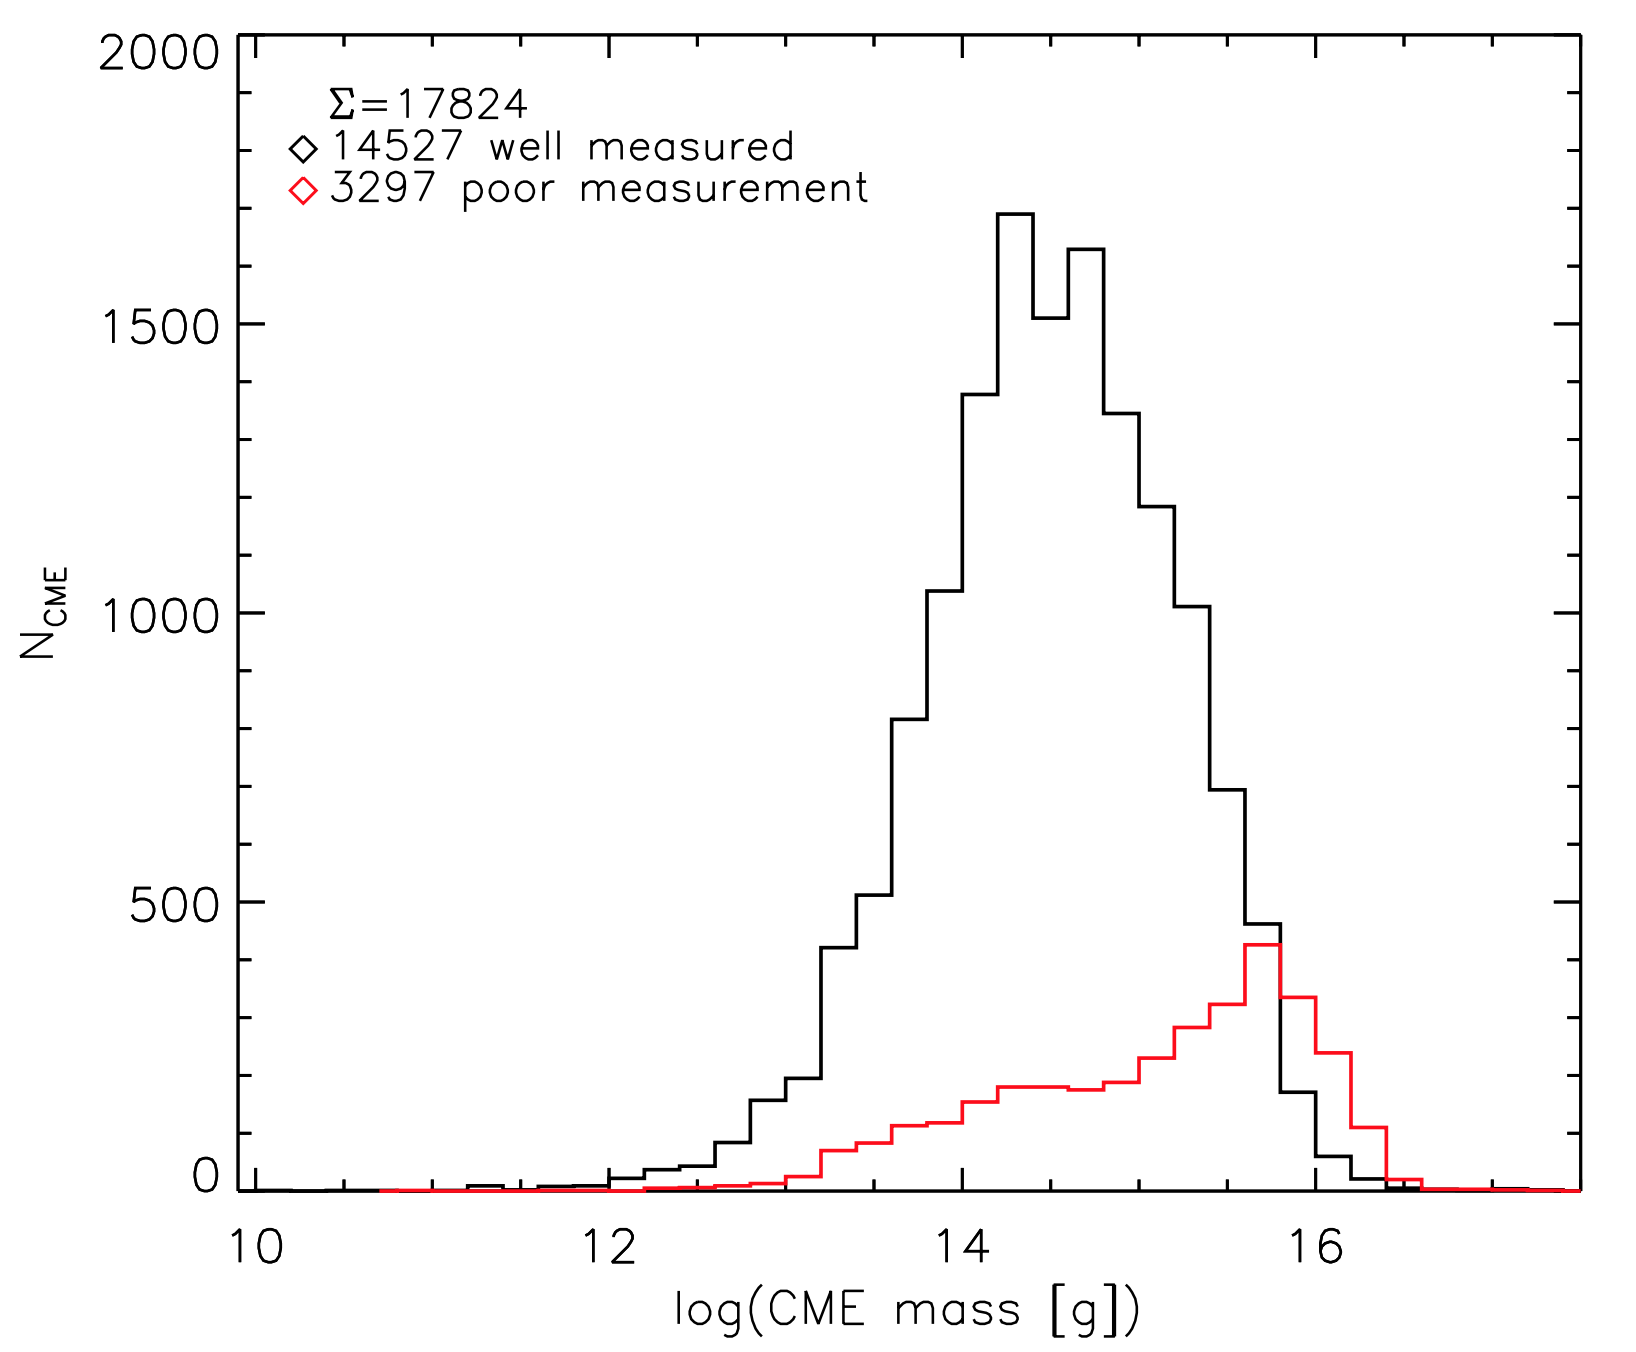 2000
Σ=17824
14527 well measured
3297 poor measurement
1500
1000
500
0
N_CME
10 12 14 16
log(CME mass [g])